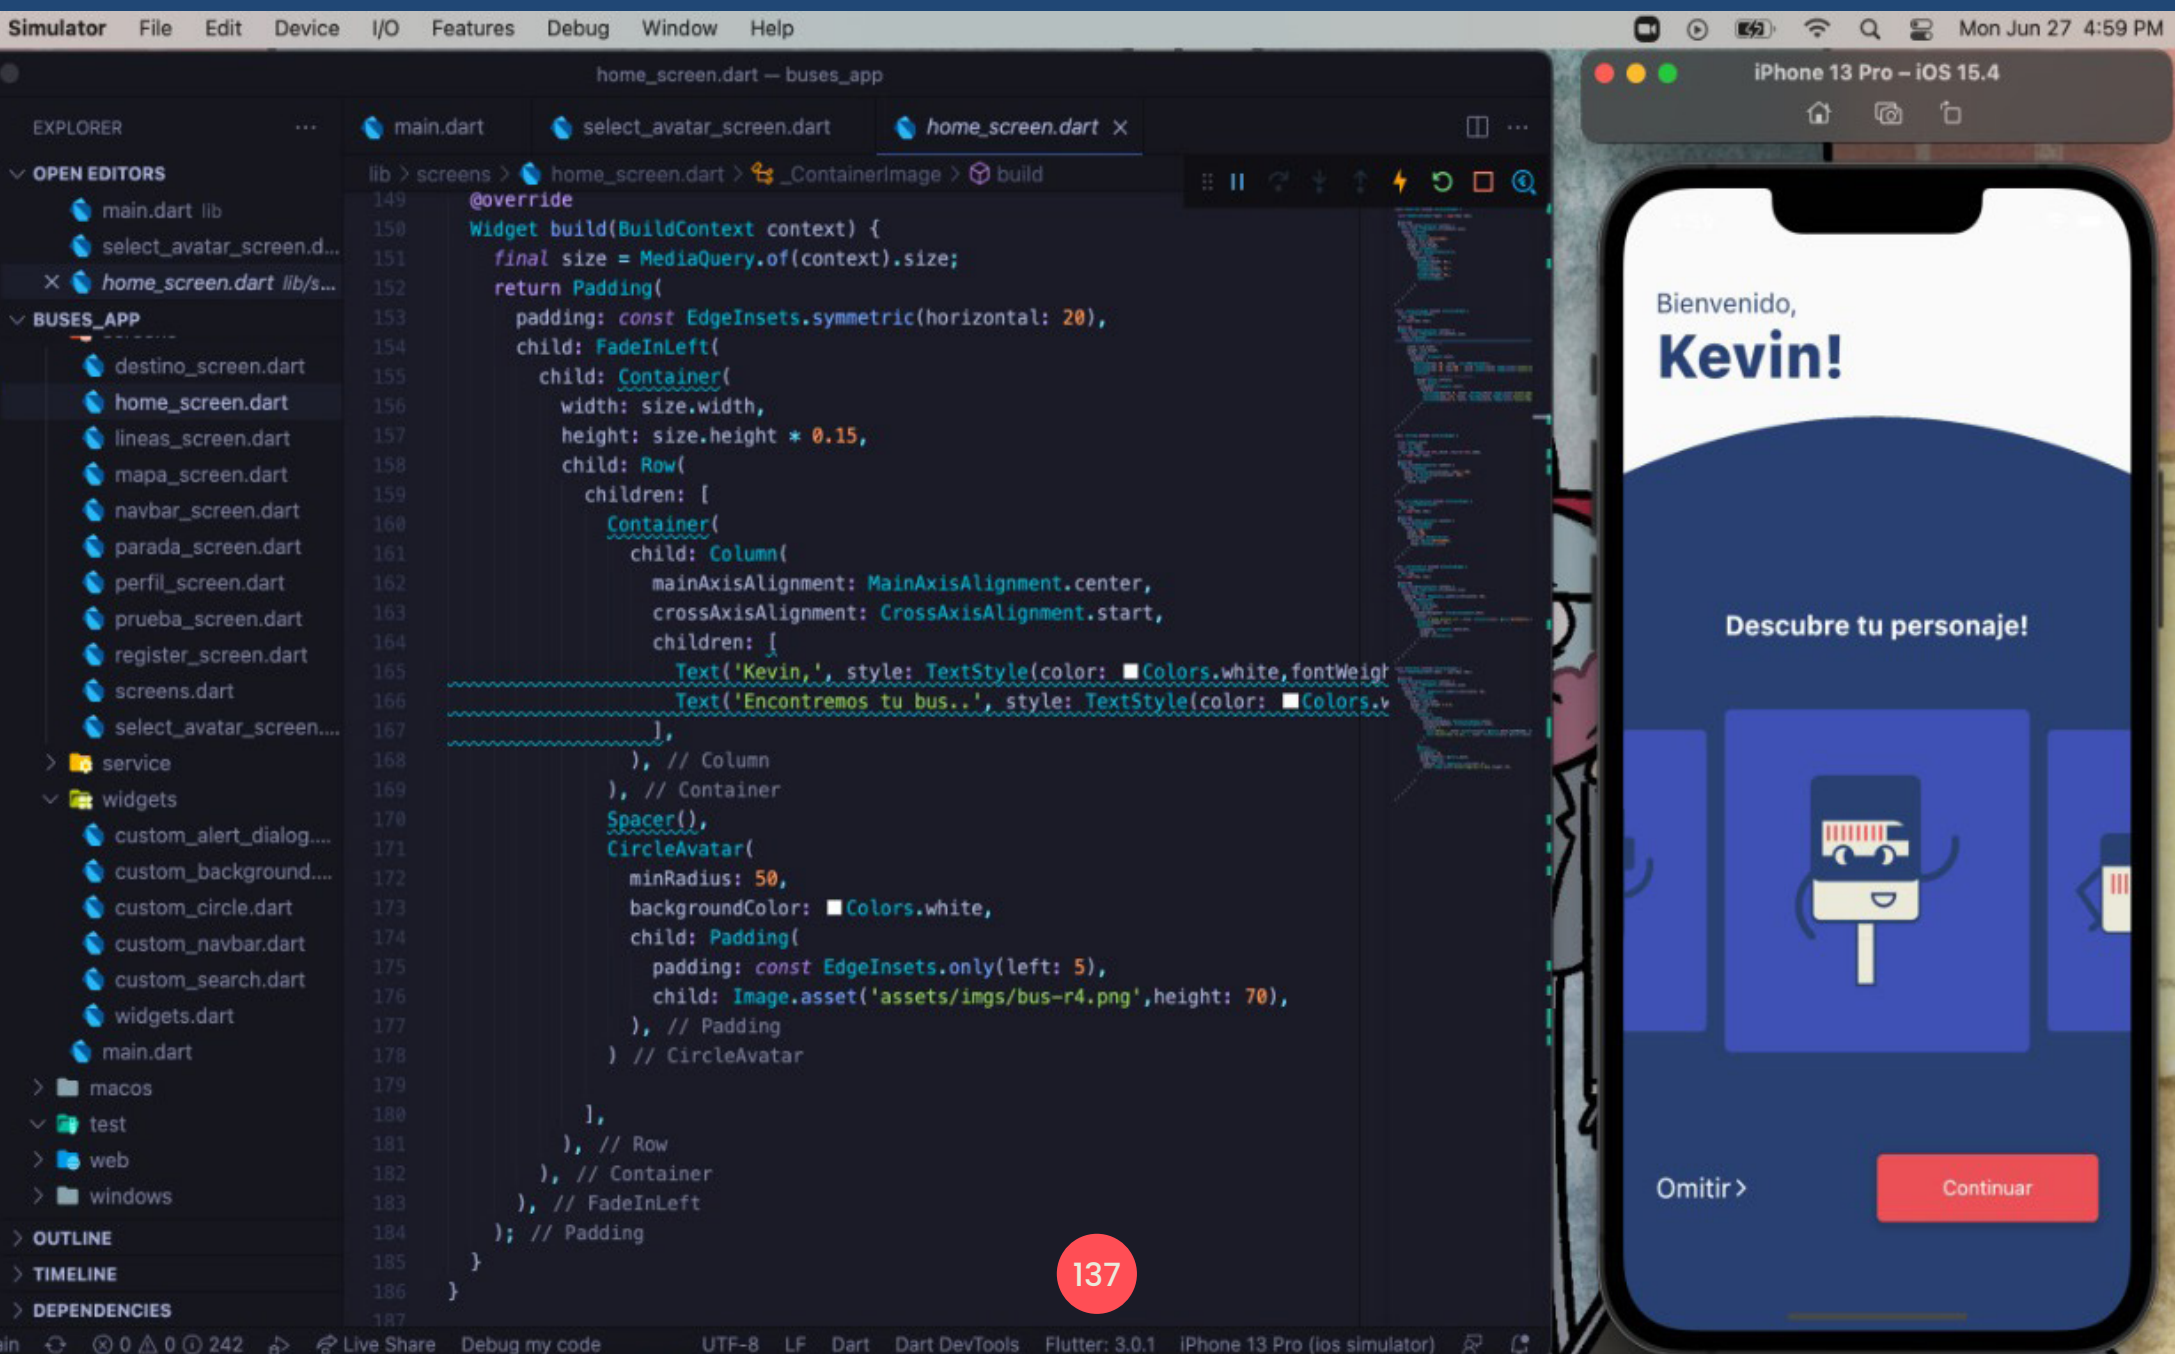 Simulator File Edit Device I/O Features Debug Window Help Mon Jun 27 4:59 PM
home_screen.dart — buses_app
iPhone 13 Pro – iOS 15.4
EXPLORER ...
main.dart select_avatar_screen.dart home_screen.dart
OPEN EDITORS
main.dart lib
select_avatar_screen.d...
home_screen.dart lib/s...
BUSES_APP
destino_screen.dart
home_screen.dart
lineas_screen.dart
mapa_screen.dart
navbar_screen.dart
parada_screen.dart
perfil_screen.dart
prueba_screen.dart
register_screen.dart
screens.dart
select_avatar_screen....
service
widgets
custom_alert_dialog....
custom_background....
custom_circle.dart
custom_navbar.dart
custom_search.dart
widgets.dart
main.dart
macos
test
web
windows
OUTLINE
TIMELINE
DEPENDENCIES
lib > screens > home_screen.dart > _ContainerImage > build
149 @override
150 Widget build(BuildContext context) {
151 final size = MediaQuery.of(context).size;
152 return Padding(
153 padding: const EdgeInsets.symmetric(horizontal: 20),
154 child: FadeInLeft(
155 child: Container(
156 width: size.width,
157 height: size.height * 0.15,
158 child: Row(
159 children: [
160 Container(
161 child: Column(
162 mainAxisAlignment: MainAxisAlignment.center,
163 crossAxisAlignment: CrossAxisAlignment.start,
164 children: [
165 Text('Kevin,', style: TextStyle(color: Colors.white,fontWeigh
166 Text('Encontremos tu bus..', style: TextStyle(color: Colors.w
167 ],
168 ), // Column
169 ), // Container
170 Spacer(),
171 CircleAvatar(
172 minRadius: 50,
173 backgroundColor: Colors.white,
174 child: Padding(
175 padding: const EdgeInsets.only(left: 5),
176 child: Image.asset('assets/imgs/bus-r4.png',height: 70),
177 ), // Padding
178 ) // CircleAvatar
179
180 ],
181 ), // Row
182 ), // Container
183 ), // FadeInLeft
184 ); // Padding
185 }
186 }
187
137
0 0 242 Live Share Debug my code UTF-8 LF Dart Dart DevTools Flutter: 3.0.1 iPhone 13 Pro (ios simulator)
Bienvenido,
Kevin!
Descubre tu personaje!
Omitir>
Continuar